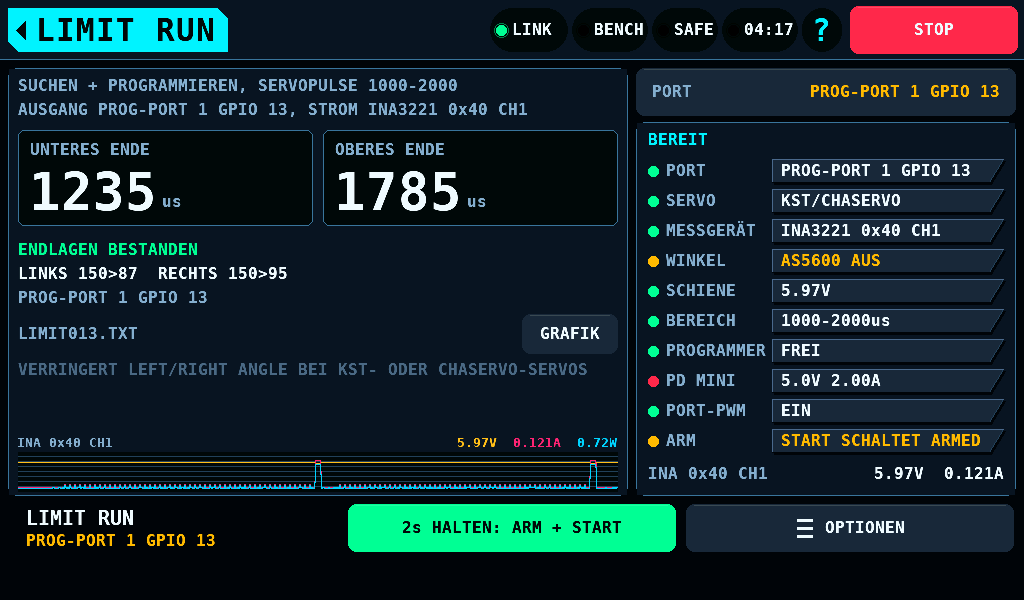 LIMIT RUN
LINK
BENCH
SAFE
04:17
?
STOP
SUCHEN + PROGRAMMIEREN, SERVOPULSE 1000-2000
AUSGANG PROG-PORT 1 GPIO 13, STROM INA3221 0x40 CH1
UNTERES ENDE
1235 us
OBERES ENDE
1785 us
ENDLAGEN BESTANDEN
LINKS 150>87  RECHTS 150>95
PROG-PORT 1 GPIO 13
LIMIT013.TXT
GRAFIK
VERRINGERT LEFT/RIGHT ANGLE BEI KST- ODER CHASERVO-SERVOS
INA 0x40 CH1 5.97V 0.121A 0.72W
PORT PROG-PORT 1 GPIO 13
BEREIT
PORT PROG-PORT 1 GPIO 13
SERVO KST/CHASERVO
MESSGERÄT INA3221 0x40 CH1
WINKEL AS5600 AUS
SCHIENE 5.97V
BEREICH 1000-2000us
PROGRAMMER FREI
PD MINI 5.0V 2.00A
PORT-PWM EIN
ARM START SCHALTET ARMED
INA 0x40 CH1 5.97V 0.121A
LIMIT RUN
PROG-PORT 1 GPIO 13
2s HALTEN: ARM + START
OPTIONEN